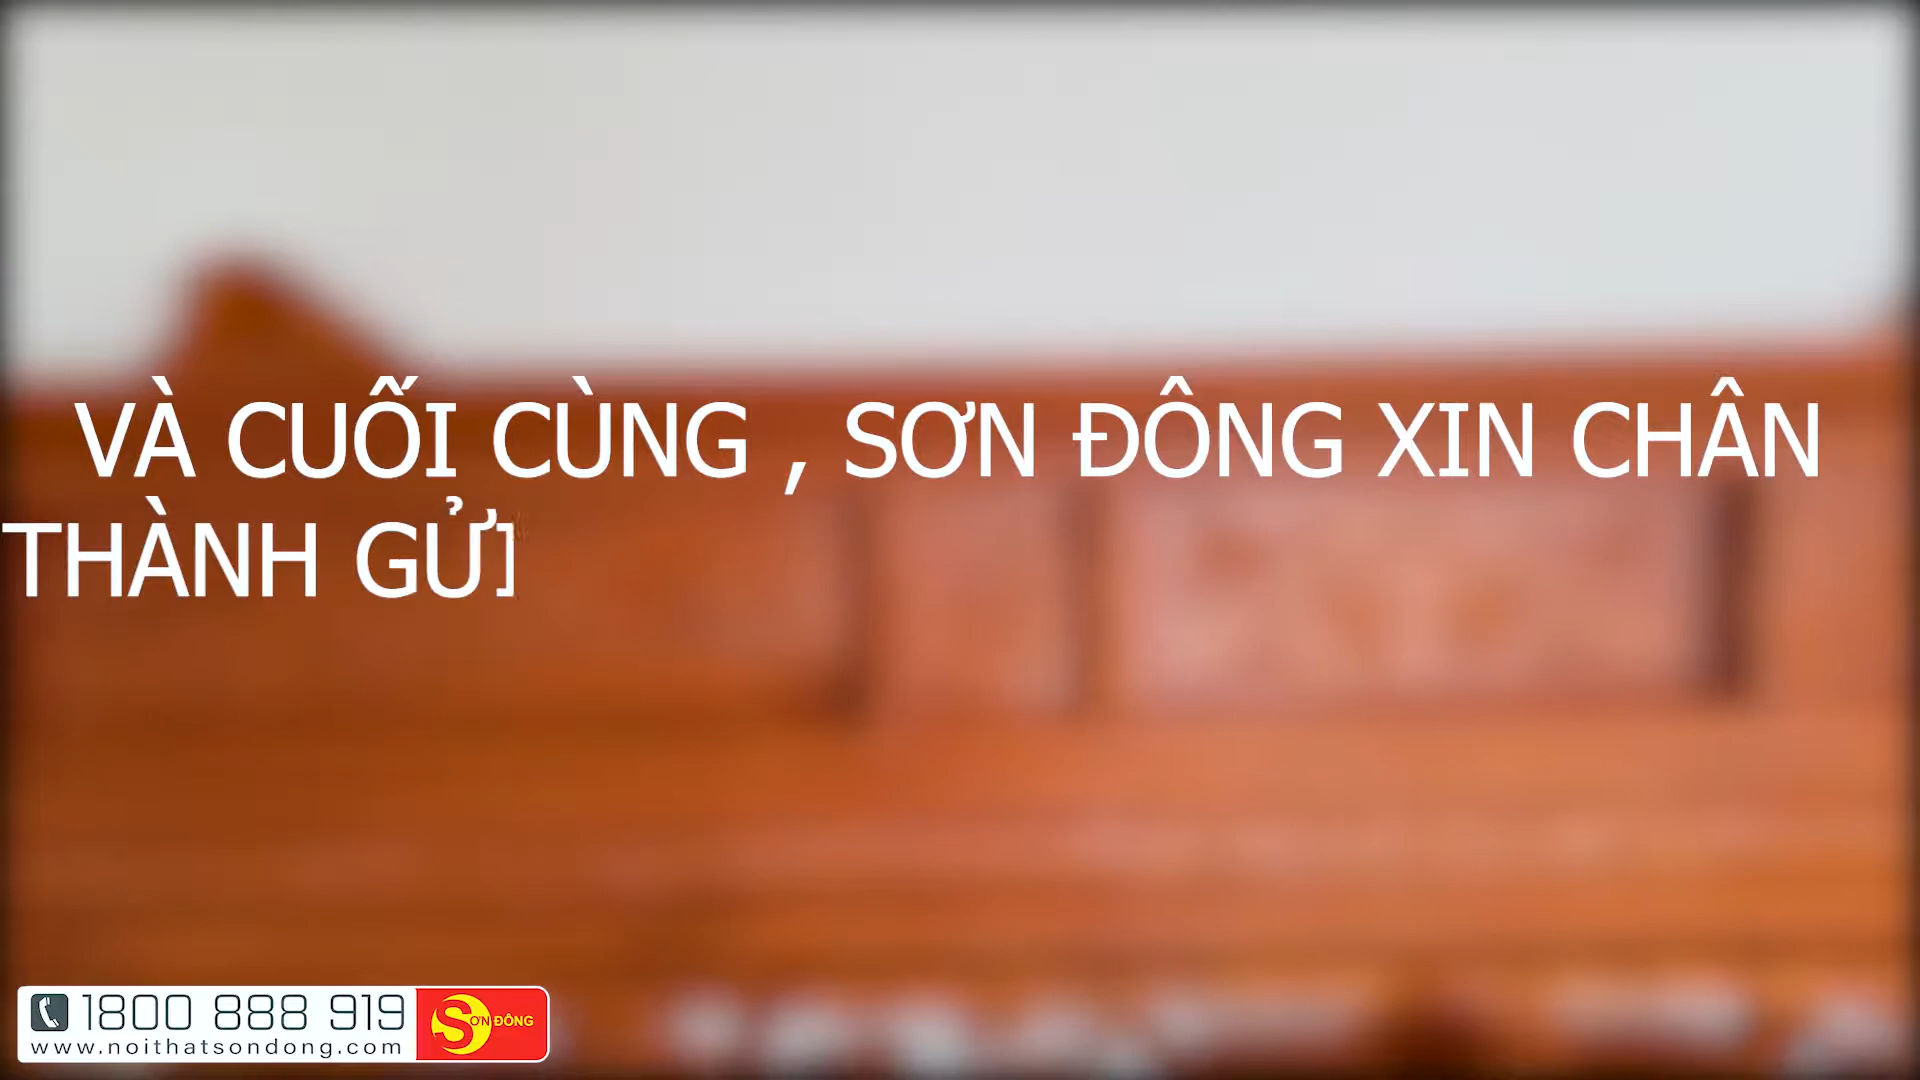 VÀ CUỐI CÙNG , SƠN ĐÔNG XIN CHÂN
THÀNH GỬI
1800 888 919
www.noithatsondong.com
SƠN ĐÔNG